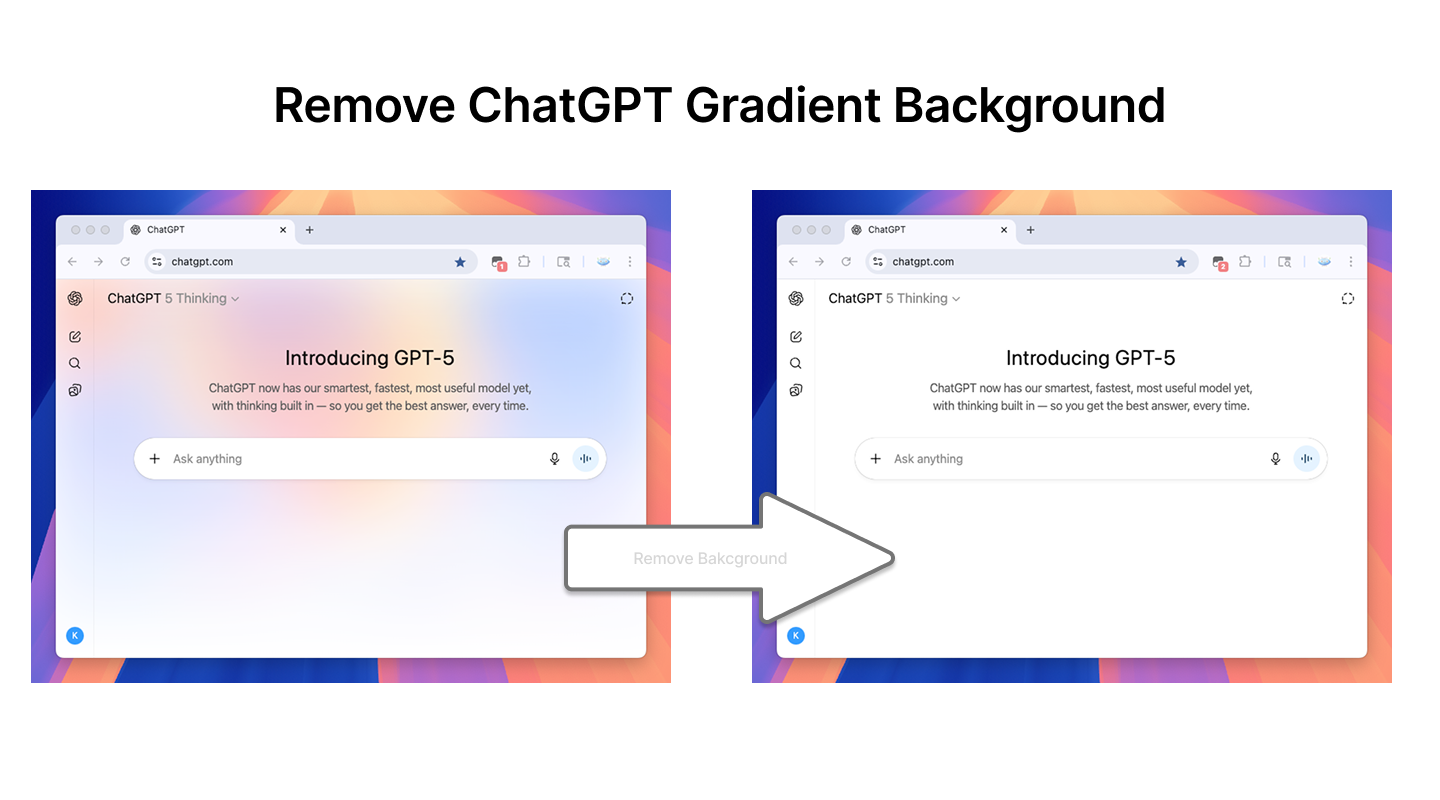 Remove ChatGPT Gradient Background
ChatGPT
chatgpt.com
1
ChatGPT 5 Thinking
Introducing GPT-5
ChatGPT now has our smartest, fastest, most useful model yet,
with thinking built in — so you get the best answer, every time.
Ask anything
K
Remove Bakcground
ChatGPT
chatgpt.com
2
ChatGPT 5 Thinking
Introducing GPT-5
ChatGPT now has our smartest, fastest, most useful model yet,
with thinking built in — so you get the best answer, every time.
Ask anything
K